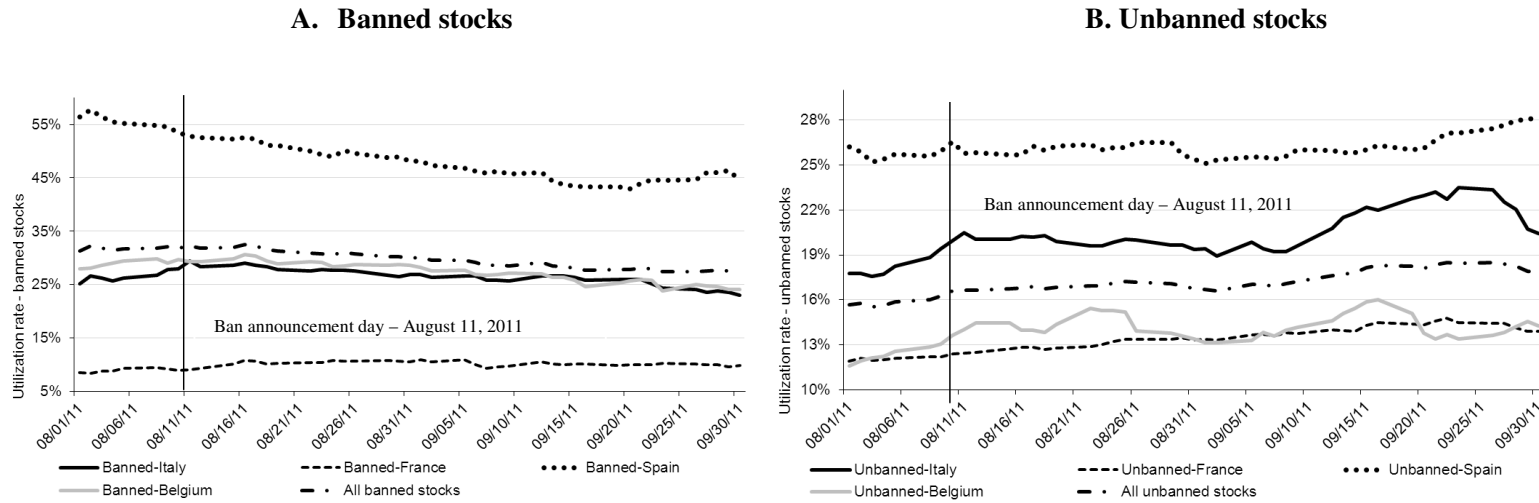 A. Banned stocks
Utilization rate - banned stocks
55%
45%
35%
25%
15%
5%
Ban announcement day – August 11, 2011
08/01/11
08/06/11
08/11/11
08/16/11
08/21/11
08/26/11
08/31/11
09/05/11
09/10/11
09/15/11
09/20/11
09/25/11
09/30/11
Banned-Italy
Banned-France
Banned-Spain
Banned-Belgium
All banned stocks
B. Unbanned stocks
Utilization rate - unbanned stocks
28%
25%
22%
19%
16%
13%
10%
Ban announcement day – August 11, 2011
08/01/11
08/06/11
08/11/11
08/16/11
08/21/11
08/26/11
08/31/11
09/05/11
09/10/11
09/15/11
09/20/11
09/25/11
09/30/11
Unbanned-Italy
Unbanned-France
Unbanned-Spain
Unbanned-Belgium
All unbanned stocks